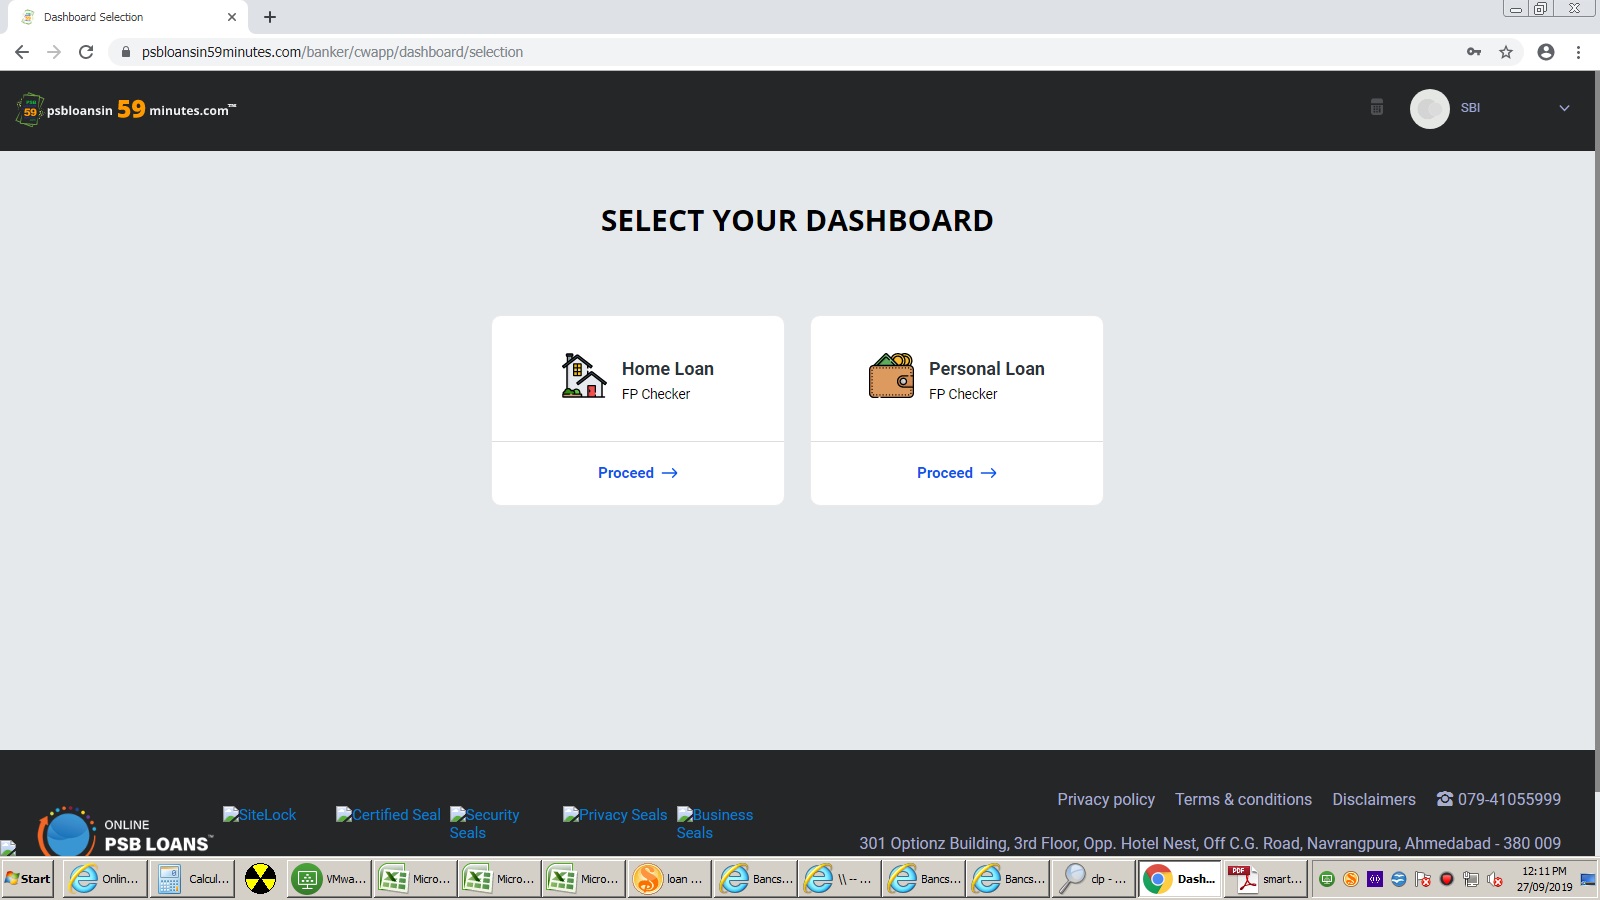 Dashboard Selection
psbloansin59minutes.com/banker/cwapp/dashboard/selection
psbloansin 59 minutes.com™
SBI
SELECT YOUR DASHBOARD
Home Loan
FP Checker
Proceed →
Personal Loan
FP Checker
Proceed →
Privacy policy Terms & conditions Disclaimers 079-41055999
SiteLock Certified Seal Security Seals Privacy Seals Business Seals
ONLINE
PSB LOANS™
301 Optionz Building, 3rd Floor, Opp. Hotel Nest, Off C.G. Road, Navrangpura, Ahmedabad - 380 009
Start Onlin... Calcul... VMwa... Micro... Micro... Micro... loan ... Bancs... \\ -- ... Bancs... Bancs... clp - ... Dash... PDF smart...
12:11 PM
27/09/2019